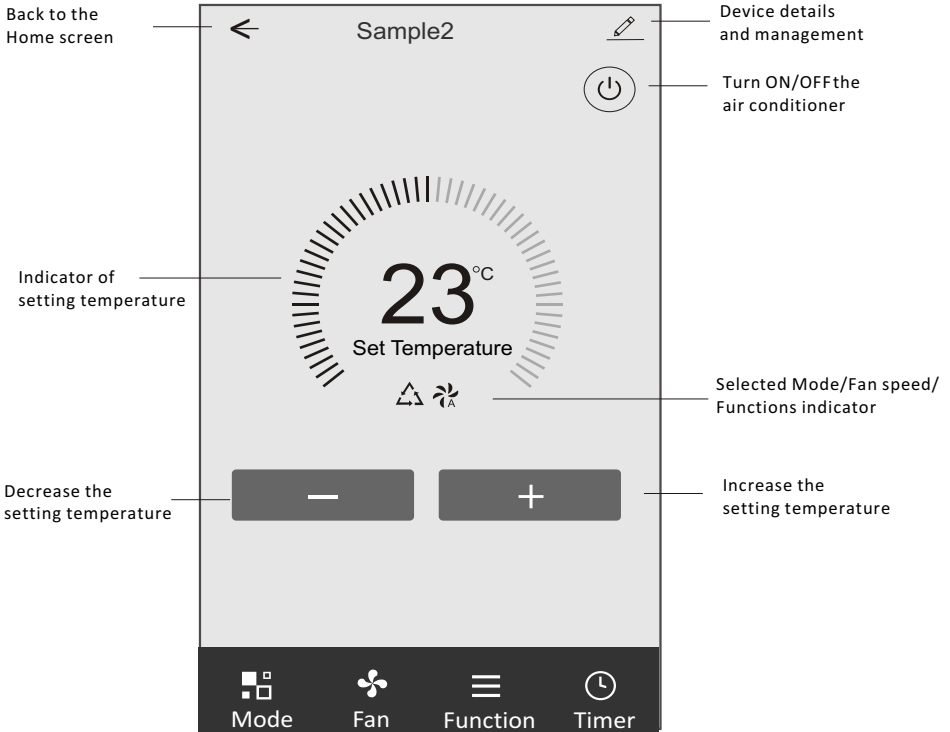 Back to the
Home screen
Sample2
Device details
and management
Turn ON/OFF the
air conditioner
Indicator of
setting temperature
23°C
Set Temperature
A
Selected Mode/Fan speed/
Functions indicator
Decrease the
setting temperature
Increase the
setting temperature
Mode
Fan
Function
Timer